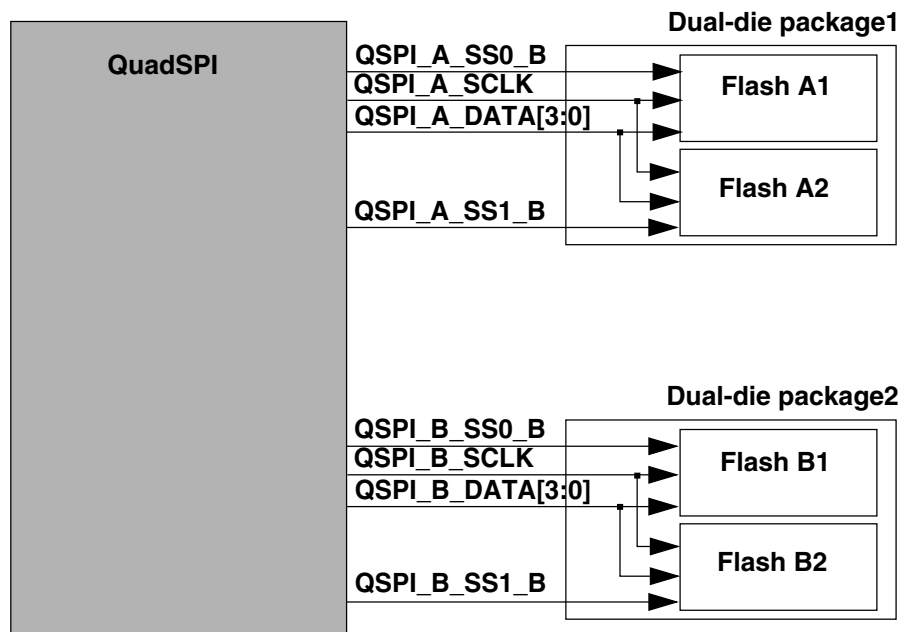 Dual-die package1
QuadSPI
QSPI_A_SS0_B
QSPI_A_SCLK
QSPI_A_DATA[3:0]
Flash A1
Flash A2
QSPI_A_SS1_B
Dual-die package2
QSPI_B_SS0_B
QSPI_B_SCLK
QSPI_B_DATA[3:0]
Flash B1
Flash B2
QSPI_B_SS1_B